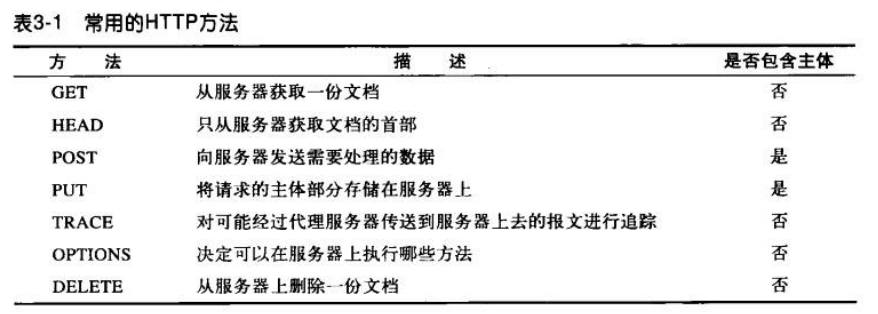 表3-1 常用的HTTP方法
方 法 描 述 是否包含主体
GET 从服务器获取一份文档 否
HEAD 只从服务器获取文档的首部 否
POST 向服务器发送需要处理的数据 是
PUT 将请求的主体部分存储在服务器上 是
TRACE 对可能经过代理服务器传送到服务器上去的报文进行追踪 否
OPTIONS 决定可以在服务器上执行哪些方法 否
DELETE 从服务器上删除一份文档 否